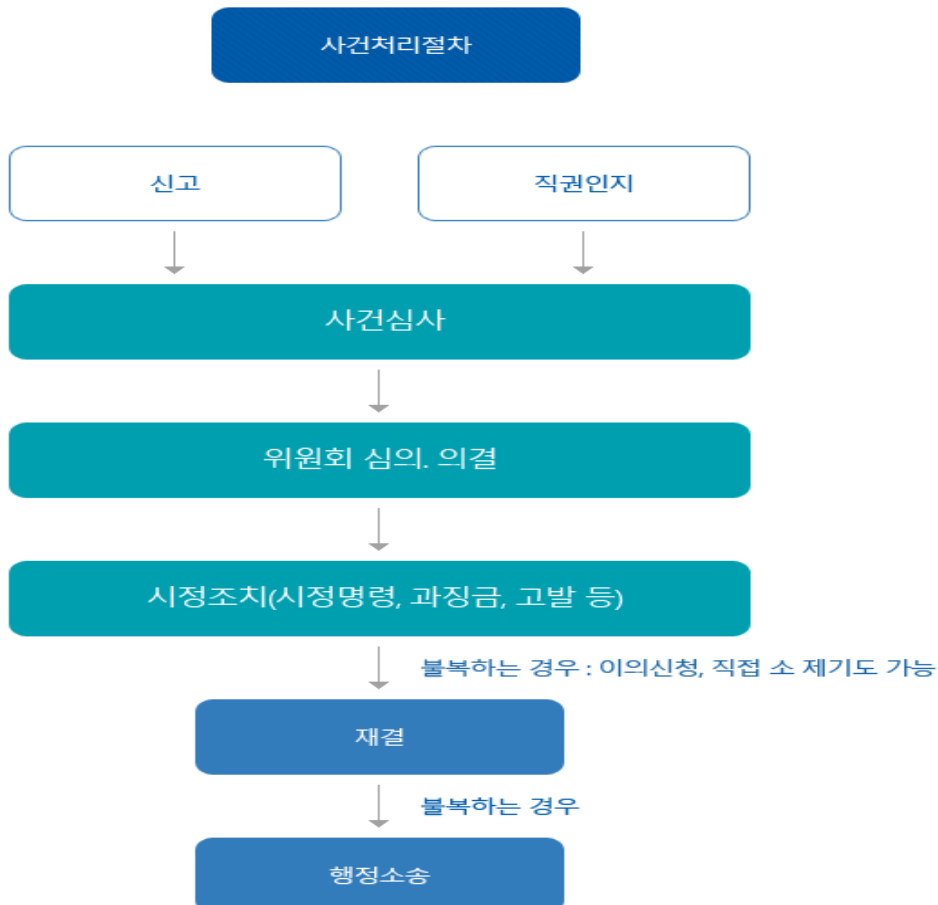 사건처리절차
신고
직권인지
사건심사
위원회 심의. 의결
시정조치(시정명령, 과징금, 고발 등)
불복하는 경우 : 이의신청, 직접 소 제기도 가능
재결
불복하는 경우
행정소송